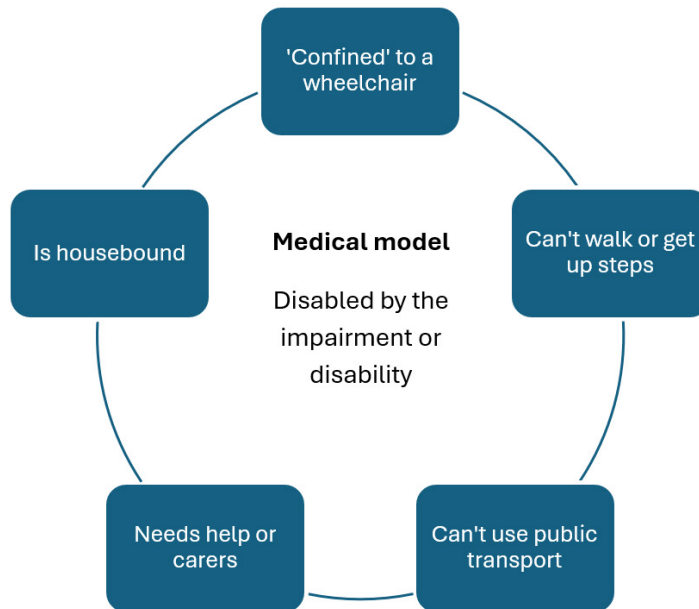 'Confined' to a
wheelchair
Is housebound
Medical model
Can't walk or get
up steps
Disabled by the
impairment or
disability
Needs help or
carers
Can't use public
transport